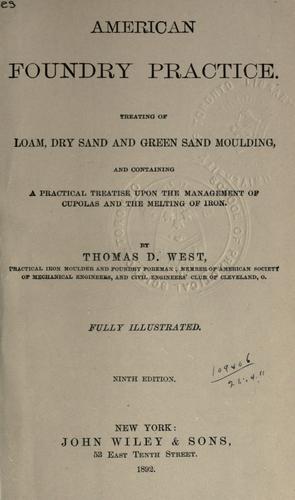 es
AMERICAN
FOUNDRY PRACTICE.
TREATING OF
LOAM, DRY SAND AND GREEN SAND MOULDING,
AND CONTAINING
A PRACTICAL TREATISE UPON THE MANAGEMENT OF
CUPOLAS AND THE MELTING OF IRON.
BY
THOMAS D. WEST,
PRACTICAL IRON MOULDER AND FOUNDRY FOREMAN; MEMBER OF AMERICAN SOCIETY
OF MECHANICAL ENGINEERS, AND CIVIL ENGINEERS' CLUB OF CLEVELAND, O.
FULLY ILLUSTRATED.
NINTH EDITION.
109406
NEW YORK:
JOHN WILEY & SONS,
53 EAST TENTH STREET.
1892.